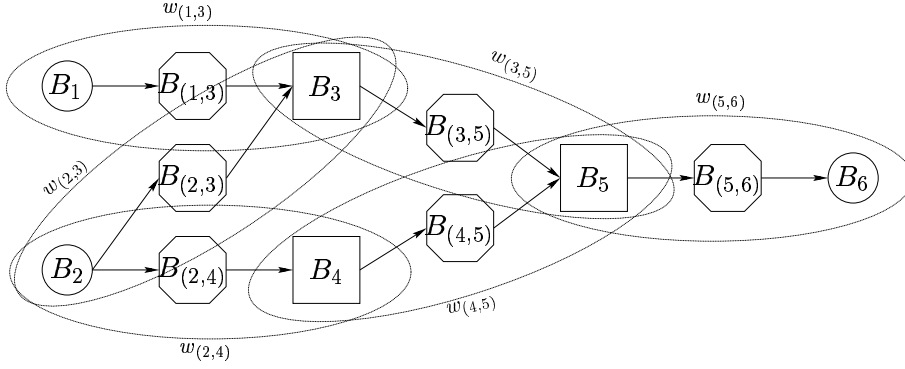 w(1,3)
w(3,5)
w(5,6)
B1 B(1,3) B3
B(3,5)
w(2,3) B(2,3) B5 B(5,6) B6
B(4,5)
B2 B(2,4) B4
w(4,5)
w(2,4)